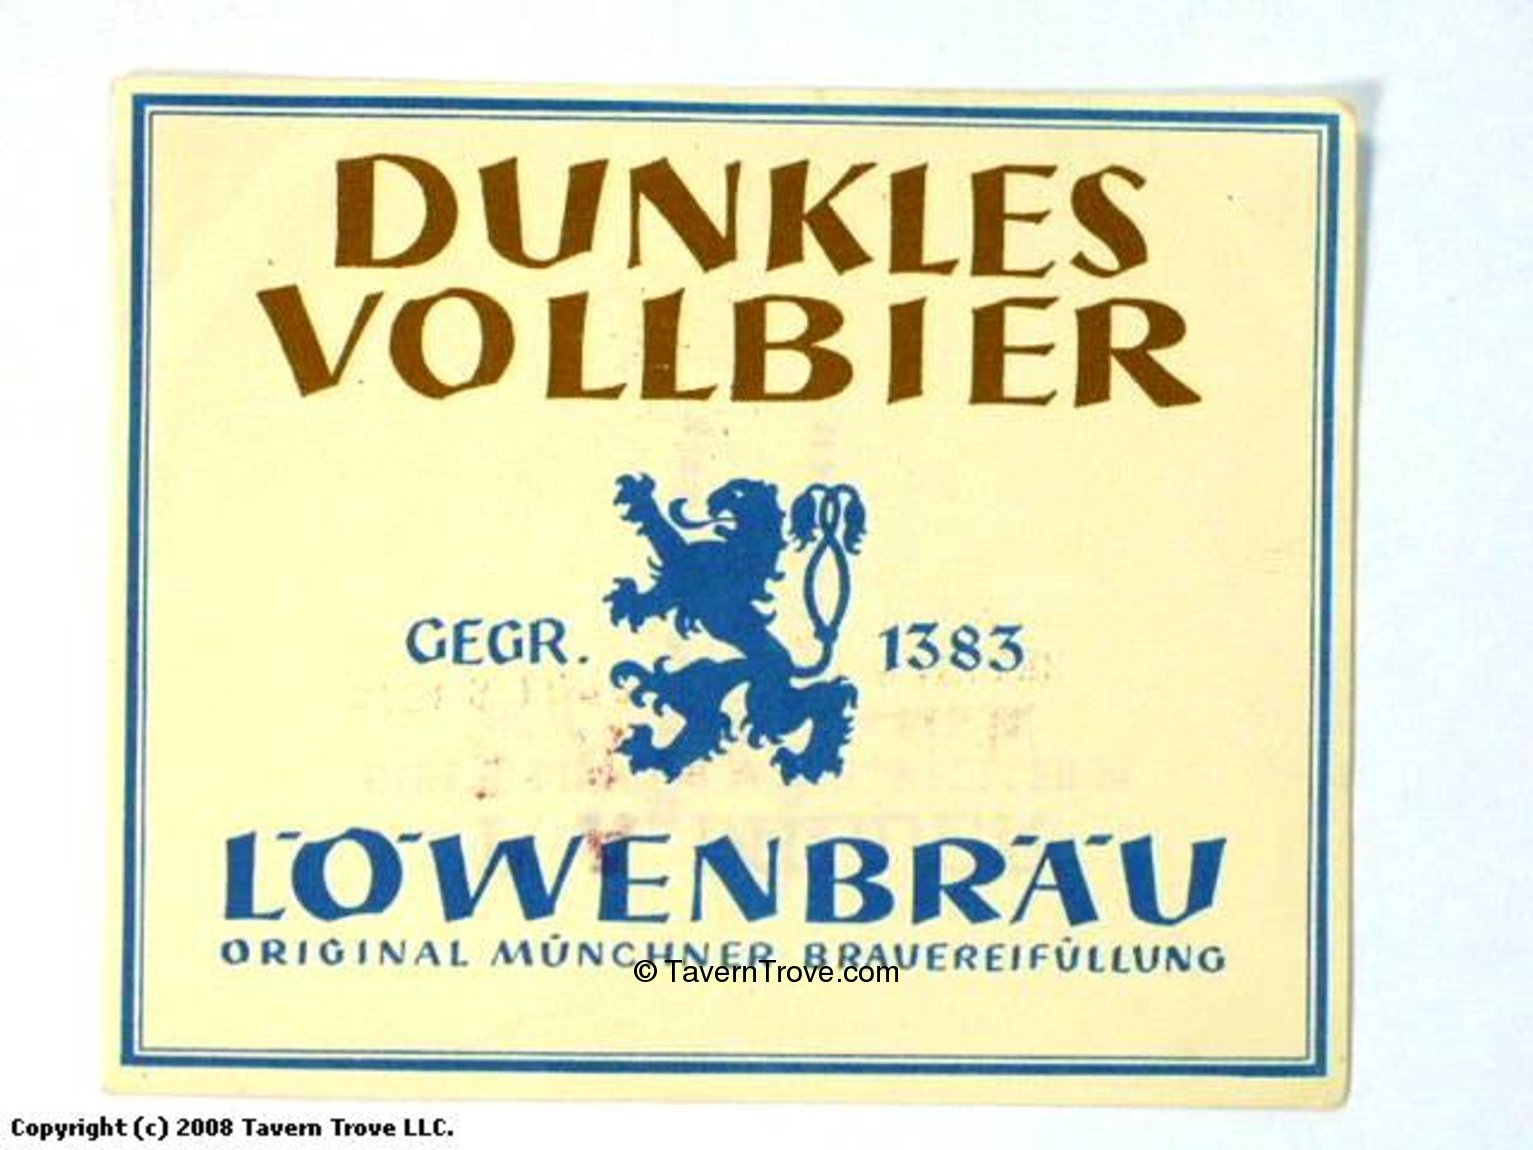 DUNKLES
VOLLBIER
GEGR. 1383
LÖWENBRÄU
ORIGINAL MÜNCHNER BRAUEREIFÜLLUNG
© TavernTrove.com
Copyright (c) 2008 Tavern Trove LLC.